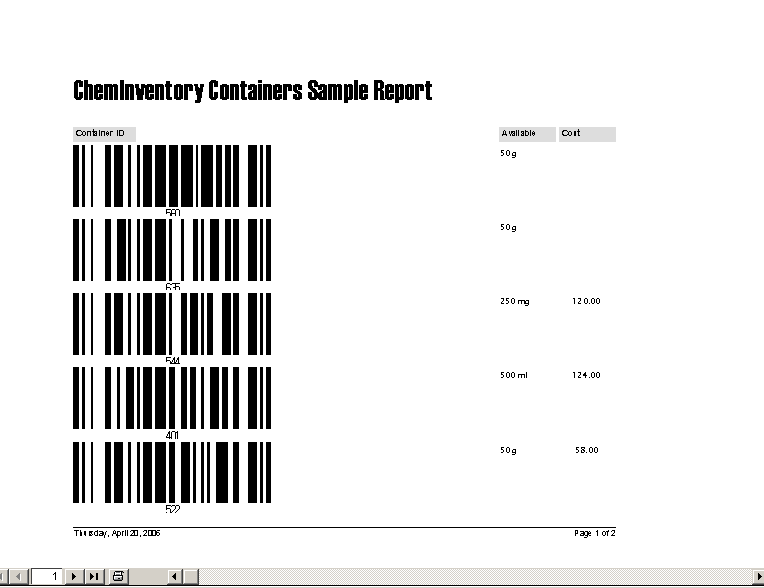 ChemInventory Containers Sample Report
Container ID Available Cost
50 g
50 g
635
250 mg 120.00
544
500 ml 124.00
401
50 g 58.00
522
Thursday, April 20, 2006 Page 1 of 2
1